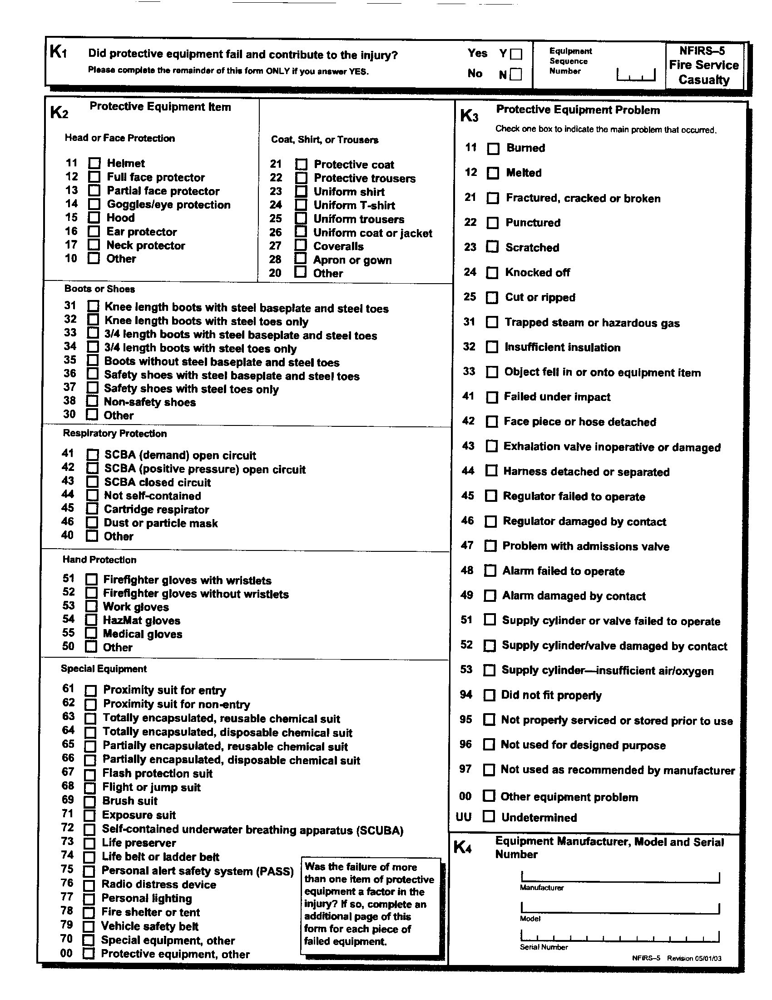 K1 Did protective equipment fail and contribute to the injury?
Please complete the remainder of this form ONLY if you answer YES.
Yes Y
No N
Equipment
Sequence
Number
NFIRS–5
Fire Service
Casualty
K2 Protective Equipment Item
Head or Face Protection
11 Helmet
12 Full face protector
13 Partial face protector
14 Goggles/eye protection
15 Hood
16 Ear protector
17 Neck protector
10 Other
Coat, Shirt, or Trousers
21 Protective coat
22 Protective trousers
23 Uniform shirt
24 Uniform T-shirt
25 Uniform trousers
26 Uniform coat or jacket
27 Coveralls
28 Apron or gown
20 Other
Boots or Shoes
31 Knee length boots with steel baseplate and steel toes
32 Knee length boots with steel toes only
33 3/4 length boots with steel baseplate and steel toes
34 3/4 length boots with steel toes only
35 Boots without steel baseplate and steel toes
36 Safety shoes with steel baseplate and steel toes
37 Safety shoes with steel toes only
38 Non-safety shoes
30 Other
Respiratory Protection
41 SCBA (demand) open circuit
42 SCBA (positive pressure) open circuit
43 SCBA closed circuit
44 Not self-contained
45 Cartridge respirator
46 Dust or particle mask
40 Other
Hand Protection
51 Firefighter gloves with wristlets
52 Firefighter gloves without wristlets
53 Work gloves
54 HazMat gloves
55 Medical gloves
50 Other
Special Equipment
61 Proximity suit for entry
62 Proximity suit for non-entry
63 Totally encapsulated, reusable chemical suit
64 Totally encapsulated, disposable chemical suit
65 Partially encapsulated, reusable chemical suit
66 Partially encapsulated, disposable chemical suit
67 Flash protection suit
68 Flight or jump suit
69 Brush suit
71 Exposure suit
72 Self-contained underwater breathing apparatus (SCUBA)
73 Life preserver
74 Life belt or ladder belt
75 Personal alert safety system (PASS)
76 Radio distress device
77 Personal lighting
78 Fire shelter or tent
79 Vehicle safety belt
70 Special equipment, other
00 Protective equipment, other
Was the failure of more
than one item of protective
equipment a factor in the
injury? If so, complete an
additional page of this
form for each piece of
failed equipment.
K3 Protective Equipment Problem
Check one box to indicate the main problem that occurred.
11 Burned
12 Melted
21 Fractured, cracked or broken
22 Punctured
23 Scratched
24 Knocked off
25 Cut or ripped
31 Trapped steam or hazardous gas
32 Insufficient insulation
33 Object fell in or onto equipment item
41 Failed under impact
42 Face piece or hose detached
43 Exhalation valve inoperative or damaged
44 Harness detached or separated
45 Regulator failed to operate
46 Regulator damaged by contact
47 Problem with admissions valve
48 Alarm failed to operate
49 Alarm damaged by contact
51 Supply cylinder or valve failed to operate
52 Supply cylinder/valve damaged by contact
53 Supply cylinder—insufficient air/oxygen
94 Did not fit properly
95 Not properly serviced or stored prior to use
96 Not used for designed purpose
97 Not used as recommended by manufacturer
00 Other equipment problem
UU Undetermined
K4 Equipment Manufacturer, Model and Serial
Number
Manufacturer
Model
Serial Number
NFIRS–5 Revision 05/01/03